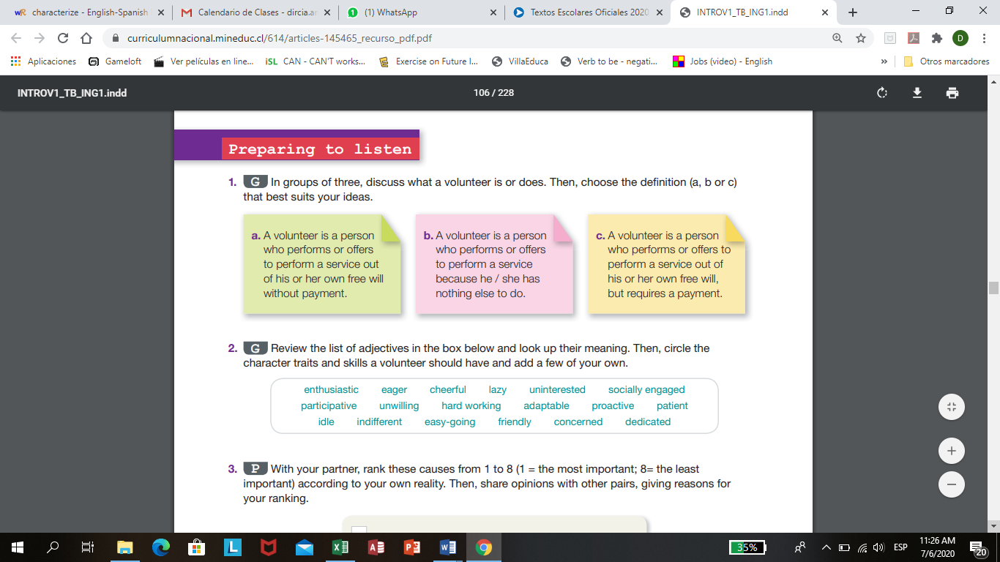 characterize - English-Spanish
Calendario de Clases - dircia.ar
(1) WhatsApp
Textos Escolares Oficiales 2020
INTROV1_TB_ING1.indd
curriculumnacional.mineduc.cl/614/articles-145465_recurso_pdf.pdf
D
Aplicaciones
Gameloft
Ver películas en line...
iSL CAN - CAN'T works...
Exercise on Future I...
VillaEduca
Verb to be - negati...
Jobs (video) - English
»
Otros marcadores
INTROV1_TB_ING1.indd
106 / 228
Preparing to listen
1. G In groups of three, discuss what a volunteer is or does. Then, choose the definition (a, b or c)
that best suits your ideas.
a. A volunteer is a person
who performs or offers
to perform a service out
of his or her own free will
without payment.
b. A volunteer is a person
who performs or offers
to perform a service
because he / she has
nothing else to do.
c. A volunteer is a person
who performs or offers to
perform a service out of
his or her own free will,
but requires a payment.
2. G Review the list of adjectives in the box below and look up their meaning. Then, circle the
character traits and skills a volunteer should have and add a few of your own.
enthusiastic eager cheerful lazy uninterested socially engaged
participative unwilling hard working adaptable proactive patient
idle indifferent easy-going friendly concerned dedicated
3. P With your partner, rank these causes from 1 to 8 (1 = the most important; 8= the least
important) according to your own reality. Then, share opinions with other pairs, giving reasons for
your ranking.
35%
ESP
11:26 AM
7/6/2020
20